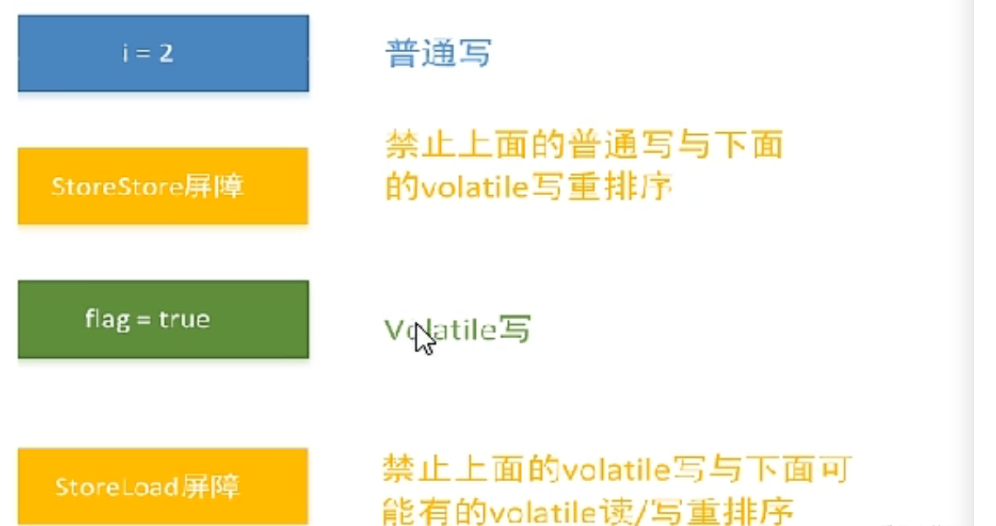 i = 2
普通写
StoreStore屏障
禁止上面的普通写与下面
的volatile写重排序
flag = true
Volatile写
StoreLoad屏障
禁止上面的volatile写与下面可
能有的volatile读/写重排序